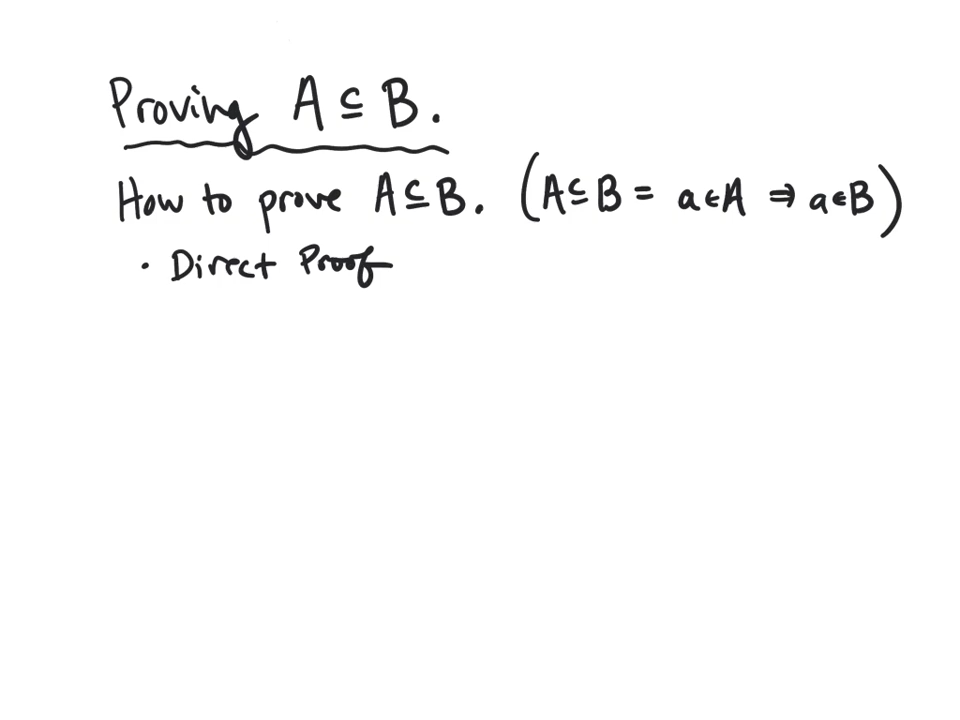 Proving A ⊆ B.
How to prove A ⊆ B. (A ⊆ B = a ∈ A ⇒ a ∈ B)
• Direct Proof